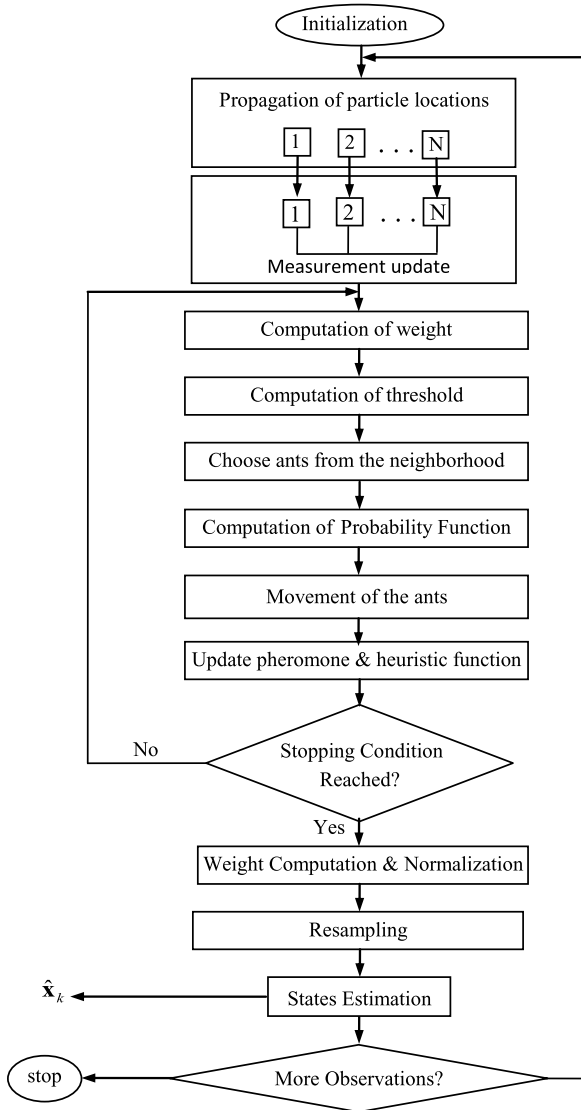 Initialization
Propagation of particle locations
1 2 . . . N
1 2 . . . N
Measurement update
Computation of weight
Computation of threshold
Choose ants from the neighborhood
Computation of Probability Function
Movement of the ants
Update pheromone & heuristic function
No
Stopping Condition
Reached?
Yes
Weight Computation & Normalization
Resampling
x̂k
States Estimation
stop
More Observations?